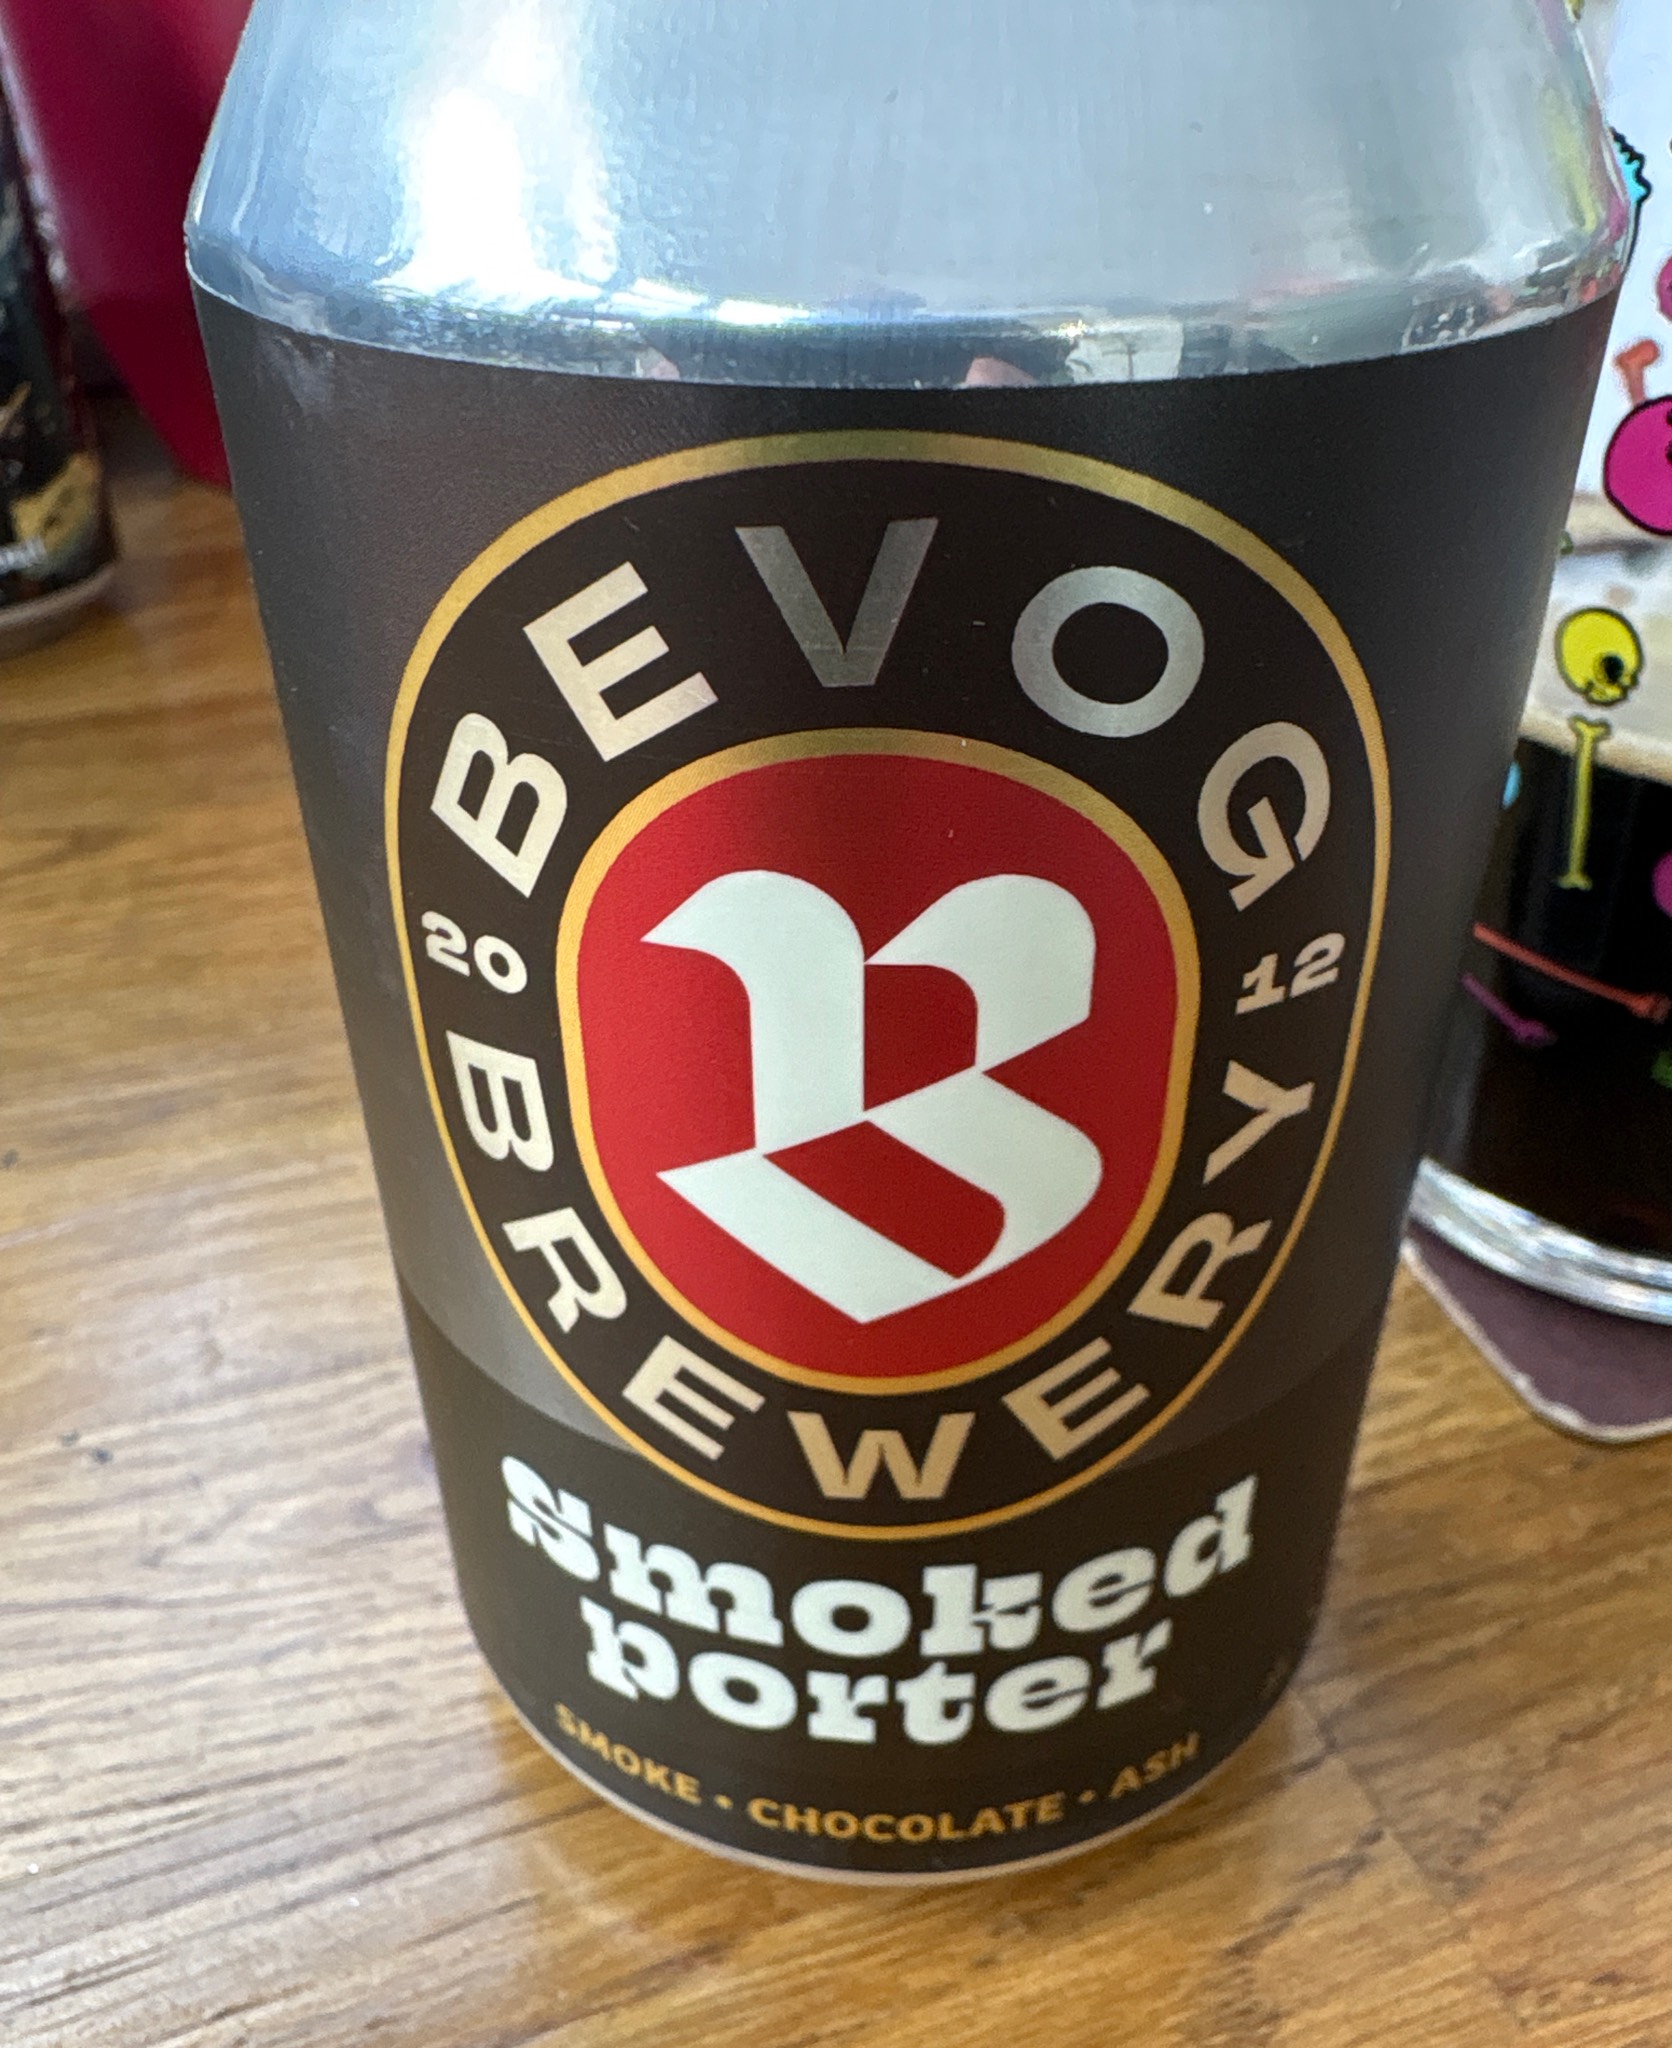 BEVOG
20 12
BREWERY
B
smoked
porter
SMOKE • CHOCOLATE • ASH